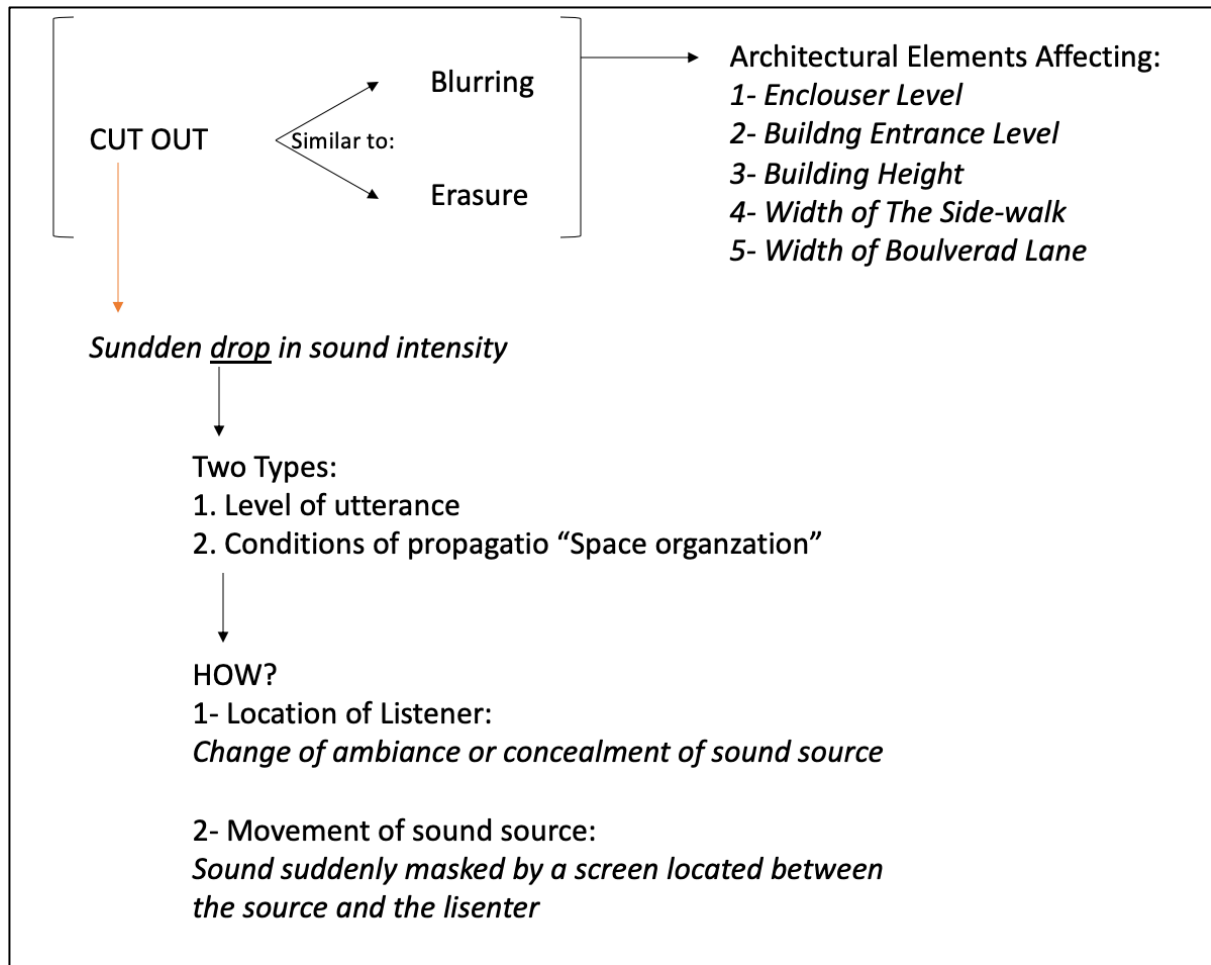 CUT OUT
Similar to:
Blurring
Erasure
Architectural Elements Affecting:
1- Enclouser Level
2- Buildng Entrance Level
3- Building Height
4- Width of The Side-walk
5- Width of Boulverad Lane
Sundden drop in sound intensity
Two Types:
1. Level of utterance
2. Conditions of propagatio “Space organzation”
HOW?
1- Location of Listener:
Change of ambiance or concealment of sound source
2- Movement of sound source:
Sound suddenly masked by a screen located between
the source and the lisenter